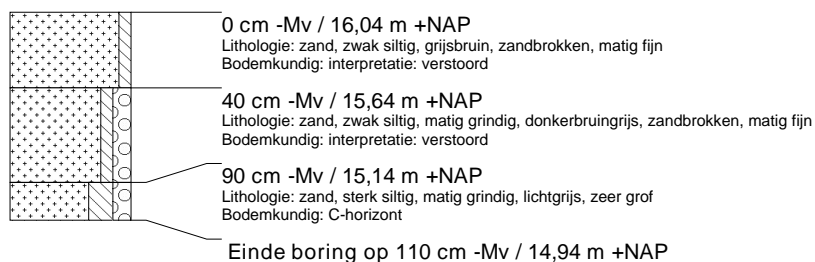 0 cm -Mv / 16,04 m +NAP
Lithologie: zand, zwak siltig, grijsbruin, zandbrokken, matig fijn
Bodemkundig: interpretatie: verstoord
40 cm -Mv / 15,64 m +NAP
Lithologie: zand, zwak siltig, matig grindig, donkerbruingrijs, zandbrokken, matig fijn
Bodemkundig: interpretatie: verstoord
90 cm -Mv / 15,14 m +NAP
Lithologie: zand, sterk siltig, matig grindig, lichtgrijs, zeer grof
Bodemkundig: C-horizont
Einde boring op 110 cm -Mv / 14,94 m +NAP